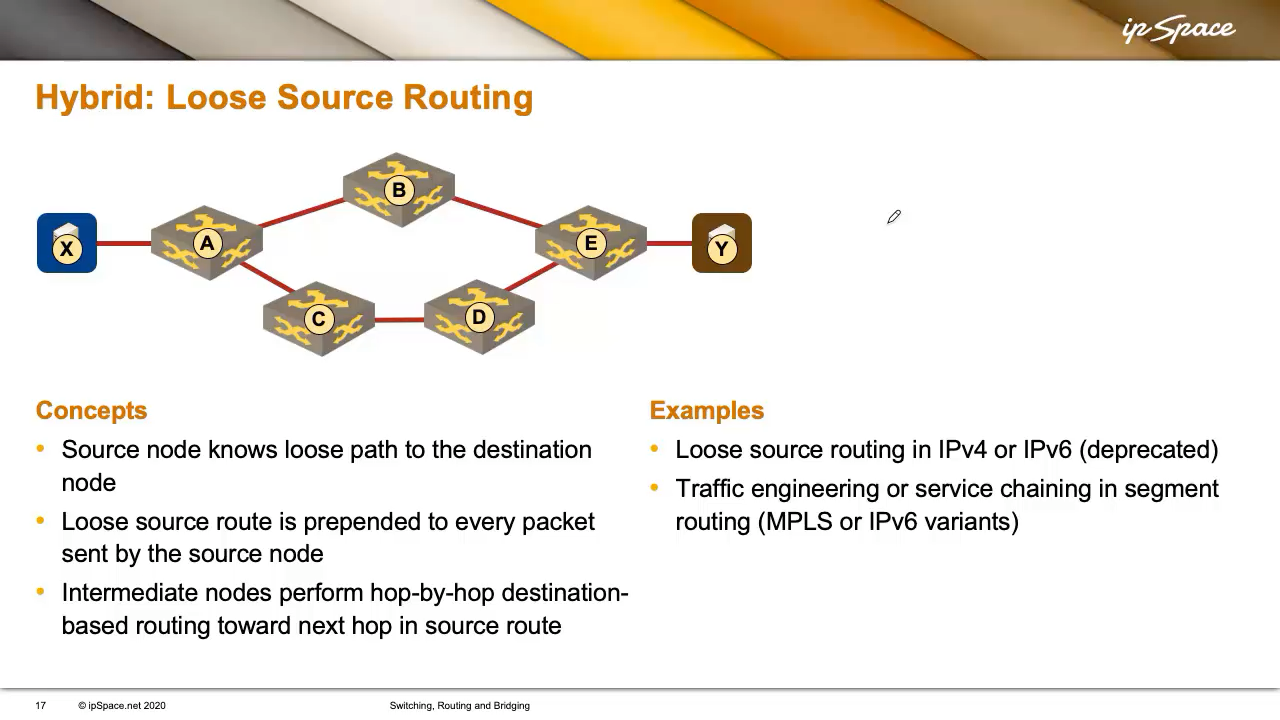 ipSpace
Hybrid: Loose Source Routing
B
X
A
E
Y
C
D
Concepts
• Source node knows loose path to the destination
node
• Loose source route is prepended to every packet
sent by the source node
• Intermediate nodes perform hop-by-hop destination-
based routing toward next hop in source route
Examples
• Loose source routing in IPv4 or IPv6 (deprecated)
• Traffic engineering or service chaining in segment
routing (MPLS or IPv6 variants)
17 © ipSpace.net 2020 Switching, Routing and Bridging